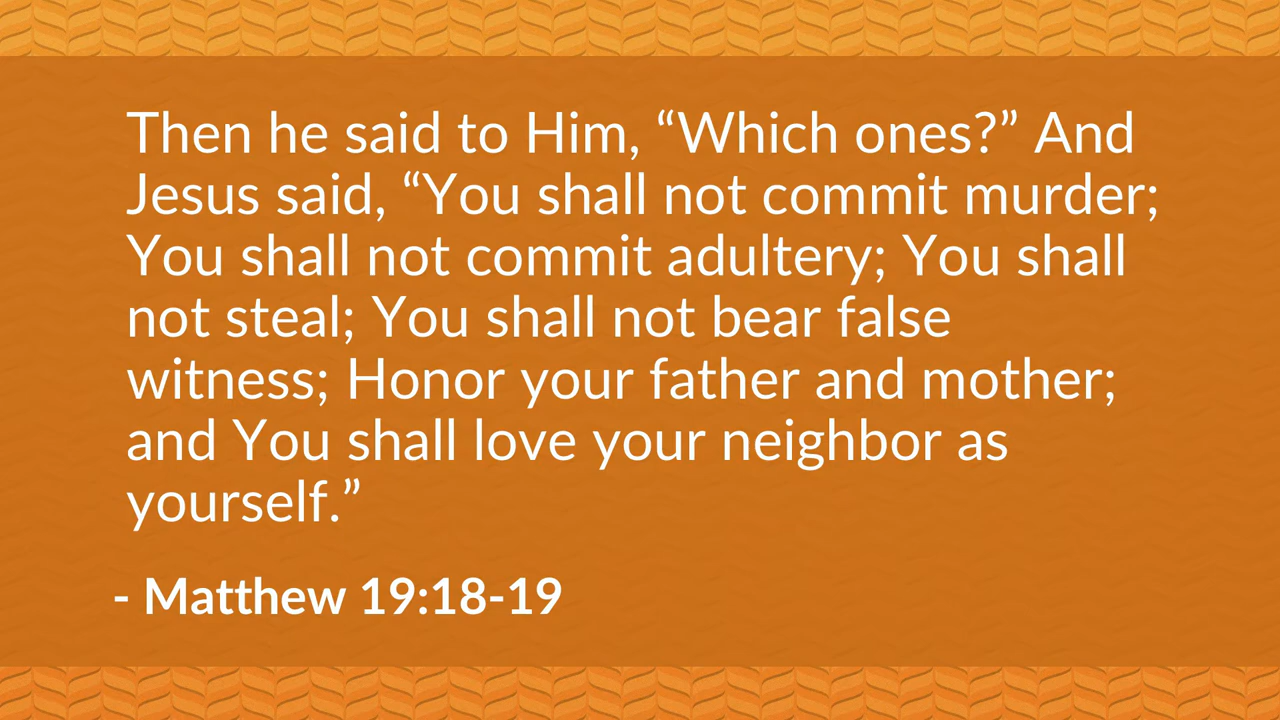 Then he said to Him, “Which ones?” And
Jesus said, “You shall not commit murder;
You shall not commit adultery; You shall
not steal; You shall not bear false
witness; Honor your father and mother;
and You shall love your neighbor as
yourself.”
- Matthew 19:18-19